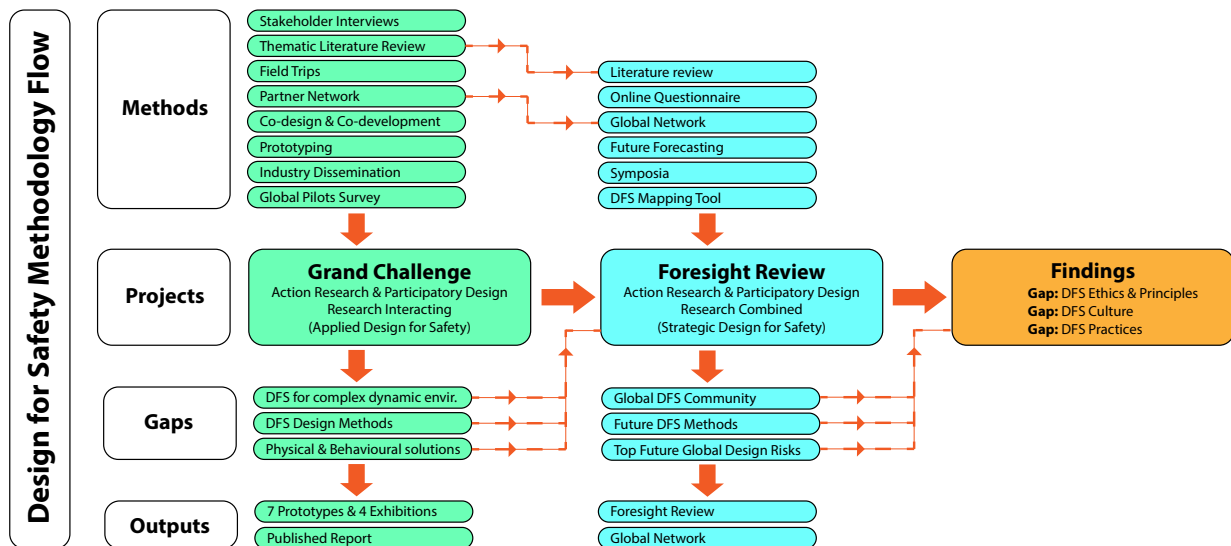 Design for Safety Methodology Flow
Methods
Stakeholder Interviews
Thematic Literature Review
Field Trips
Partner Network
Co-design & Co-development
Prototyping
Industry Dissemination
Global Pilots Survey
Literature review
Online Questionnaire
Global Network
Future Forecasting
Symposia
DFS Mapping Tool
Projects
Grand Challenge
Action Research & Participatory Design
Research Interacting
(Applied Design for Safety)
Foresight Review
Action Research & Participatory Design
Research Combined
(Strategic Design for Safety)
Findings
Gap: DFS Ethics & Principles
Gap: DFS Culture
Gap: DFS Practices
Gaps
DFS for complex dynamic envir.
DFS Design Methods
Physical & Behavioural solutions
Global DFS Community
Future DFS Methods
Top Future Global Design Risks
Outputs
7 Prototypes & 4 Exhibitions
Published Report
Foresight Review
Global Network